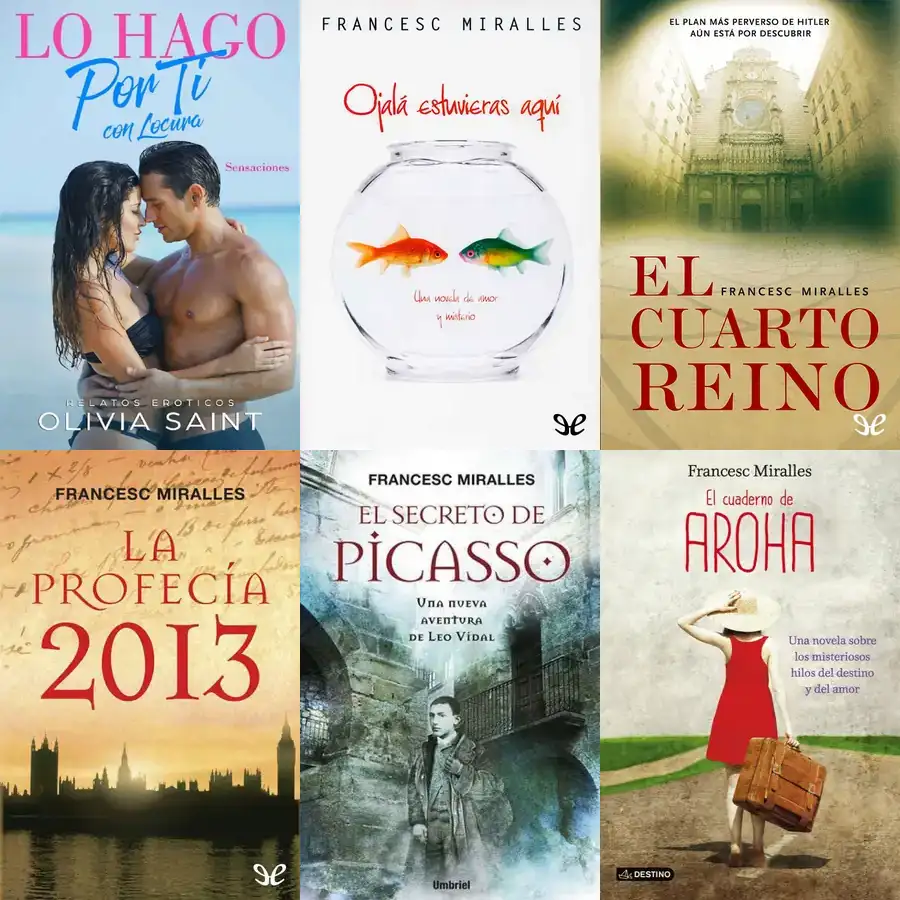 LO HAGO
Por Ti
con Locura
Sensaciones
RELATOS EROTICOS
OLIVIA SAINT
FRANCESC MIRALLES
Ojalá estuvieras aquí
Una novela de amor
y misterio
EL PLAN MÁS PERVERSO DE HITLER
AÚN ESTÁ POR DESCUBRIR
EL
FRANCESC MIRALLES
CUARTO
REINO
FRANCESC MIRALLES
LA
PROFECÍA
2013
FRANCESC MIRALLES
EL SECRETO DE
PICASSO
UNA NUEVA
AVENTURA
DE LEO VIDAL
Umbriel
Francesc Miralles
El cuaderno de
AROHA
Una novela sobre
los misteriosos
hilos del destino
y del amor
DESTINO